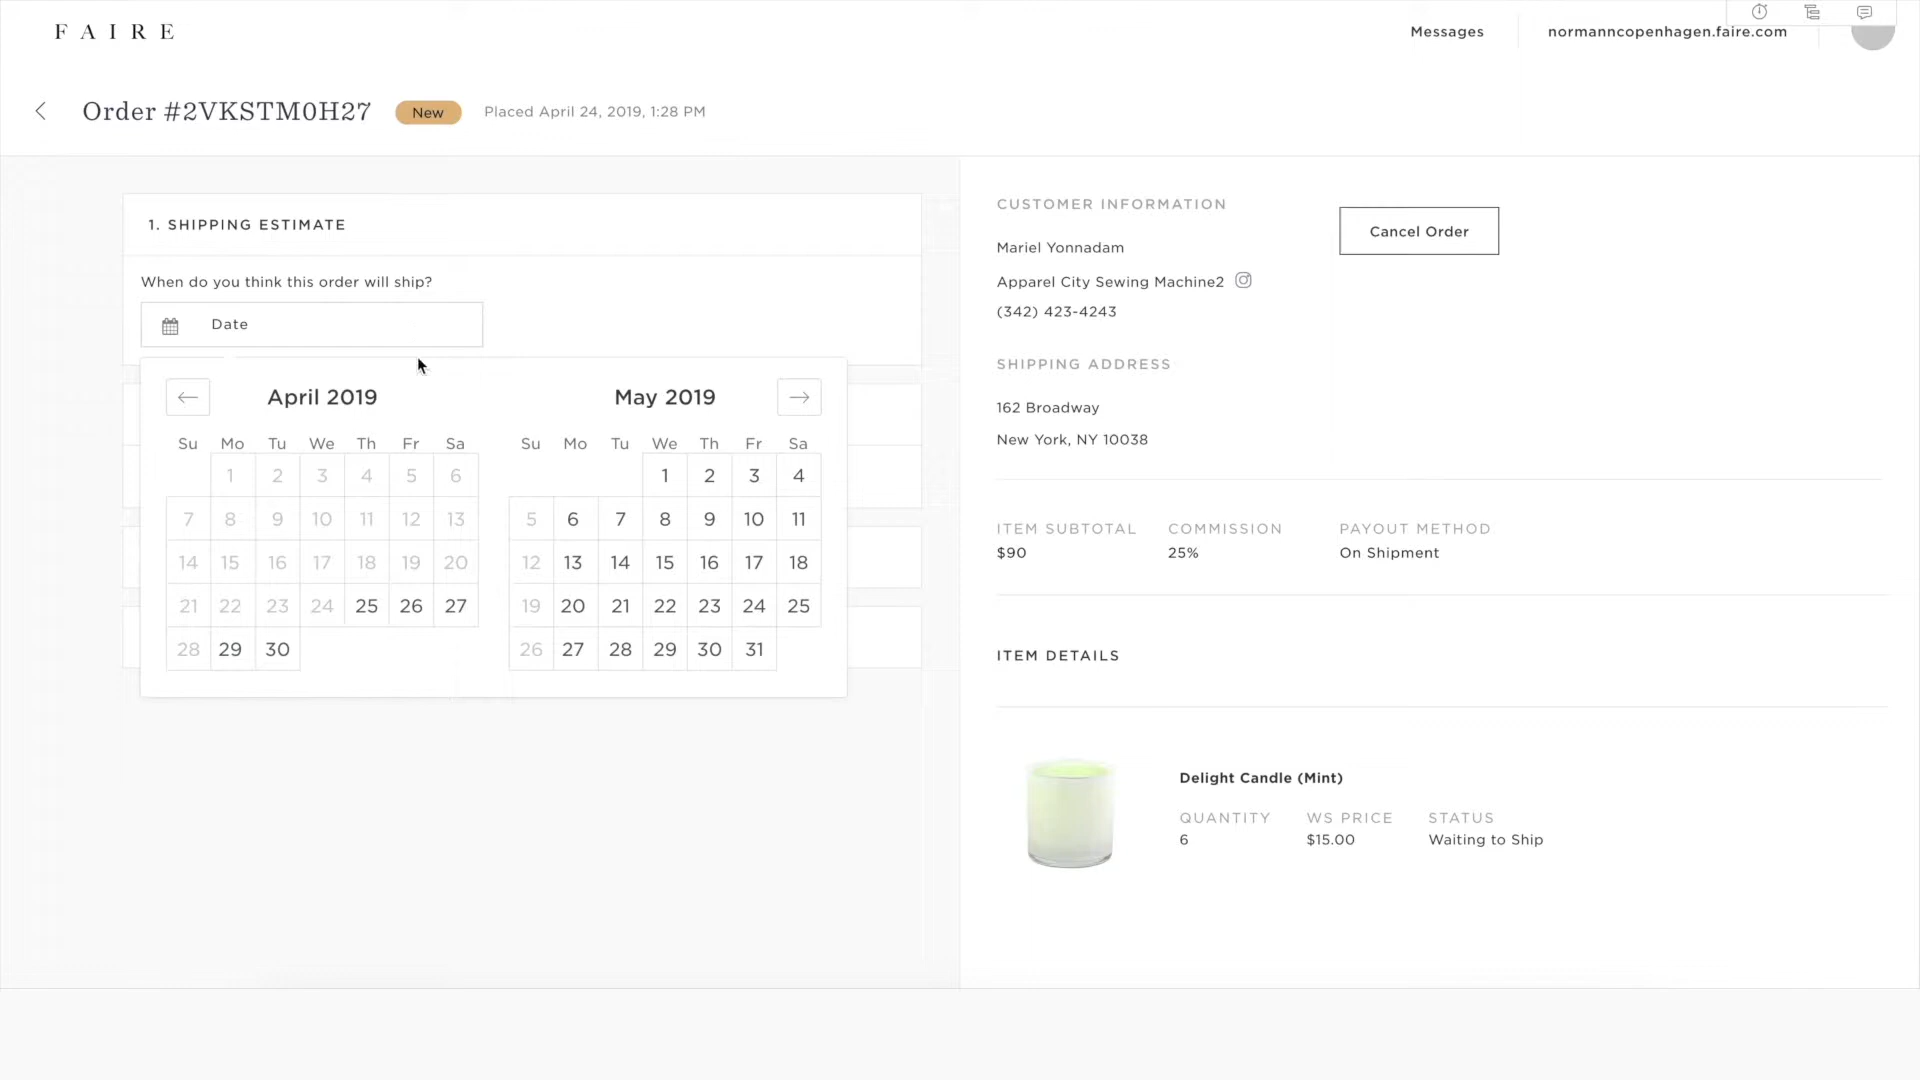 FAIRE
Messages
normanncopenhagen.faire.com
Order #2VKSTM0H27
New
Placed April 24, 2019, 1:28 PM
1. SHIPPING ESTIMATE
When do you think this order will ship?
Date
April 2019
Su Mo Tu We Th Fr Sa
1 2 3 4 5 6
7 8 9 10 11 12 13
14 15 16 17 18 19 20
21 22 23 24 25 26 27
28 29 30
May 2019
Su Mo Tu We Th Fr Sa
1 2 3 4
5 6 7 8 9 10 11
12 13 14 15 16 17 18
19 20 21 22 23 24 25
26 27 28 29 30 31
CUSTOMER INFORMATION
Cancel Order
Mariel Yonnadam
Apparel City Sewing Machine2
(342) 423-4243
SHIPPING ADDRESS
162 Broadway
New York, NY 10038
ITEM SUBTOTAL COMMISSION PAYOUT METHOD
$90 25% On Shipment
ITEM DETAILS
Delight Candle (Mint)
QUANTITY WS PRICE STATUS
6 $15.00 Waiting to Ship